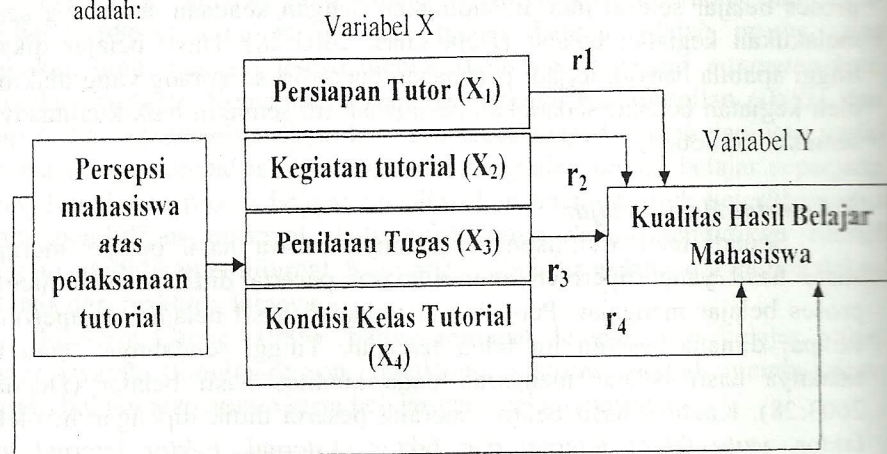 adalah:
Variabel X
r1
Persiapan Tutor (X1)
Variabel Y
Persepsi
mahasiswa
atas
pelaksanaan
tutorial
Kegiatan tutorial (X2)
r2
Kualitas Hasil Belajar
Mahasiswa
Penilaian Tugas (X3)
r3
Kondisi Kelas Tutorial
(X4)
r4